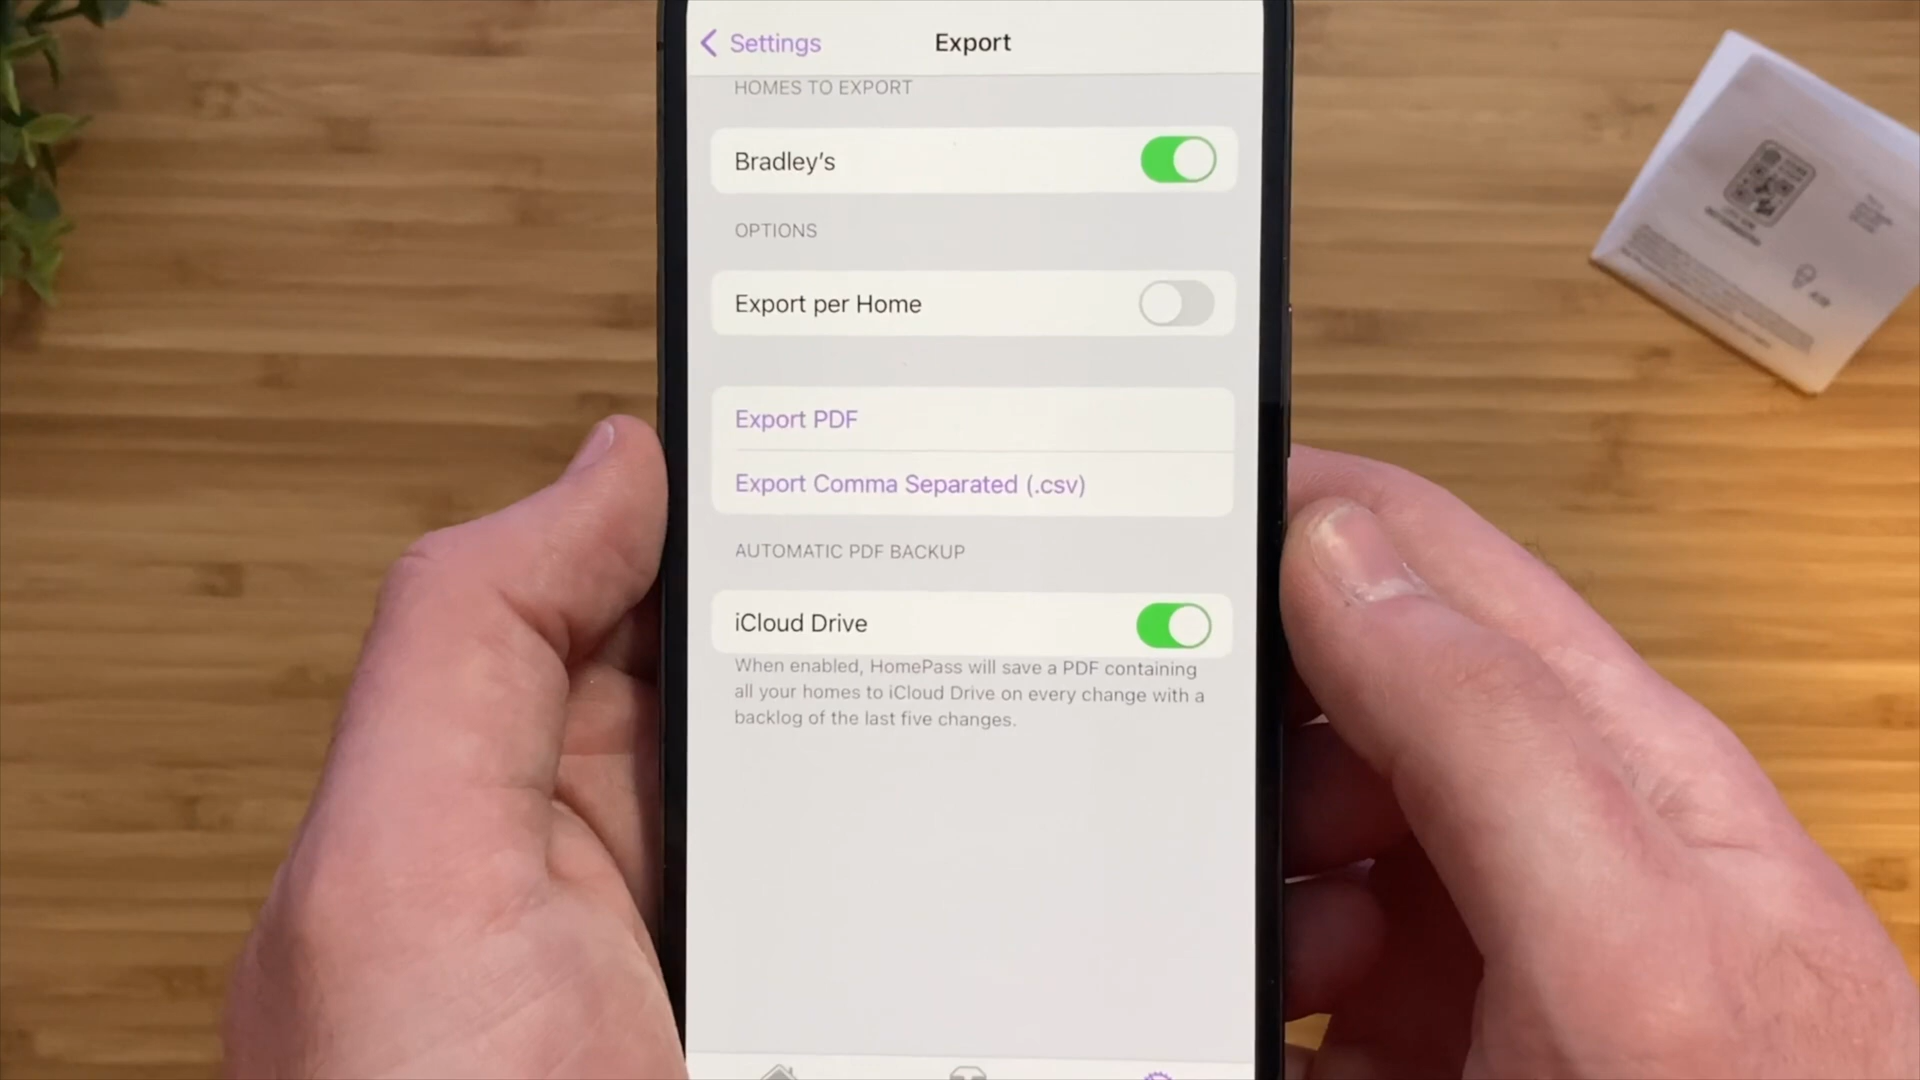 Settings
Export
HOMES TO EXPORT
Bradley's
OPTIONS
Export per Home
Export PDF
Export Comma Separated (.csv)
AUTOMATIC PDF BACKUP
iCloud Drive
When enabled, HomePass will save a PDF containing
all your homes to iCloud Drive on every change with a
backlog of the last five changes.